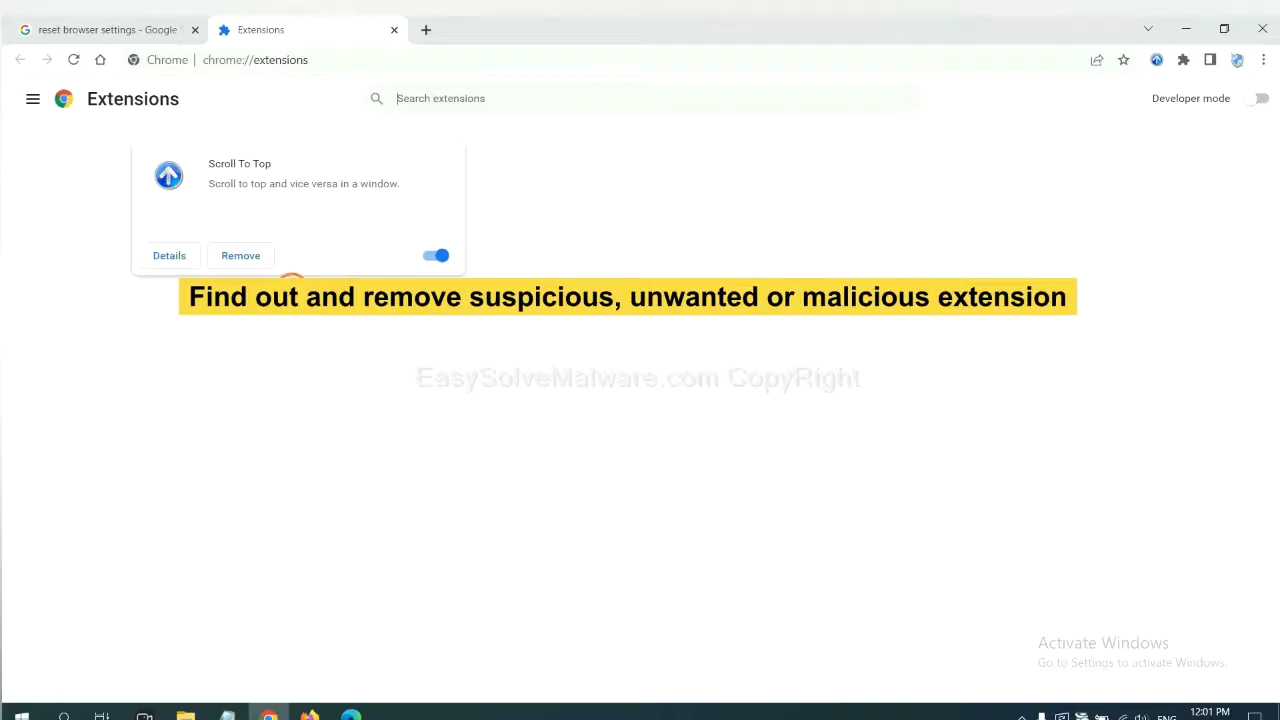 reset browser settings - Google
Extensions
Chrome | chrome://extensions
Extensions
Search extensions
Developer mode
Scroll To Top
Scroll to top and vice versa in a window.
Details
Remove
Find out and remove suspicious, unwanted or malicious extension
EasySolveMalware.com CopyRight
Activate Windows
Go to Settings to activate Windows.
ENG
12:01 PM